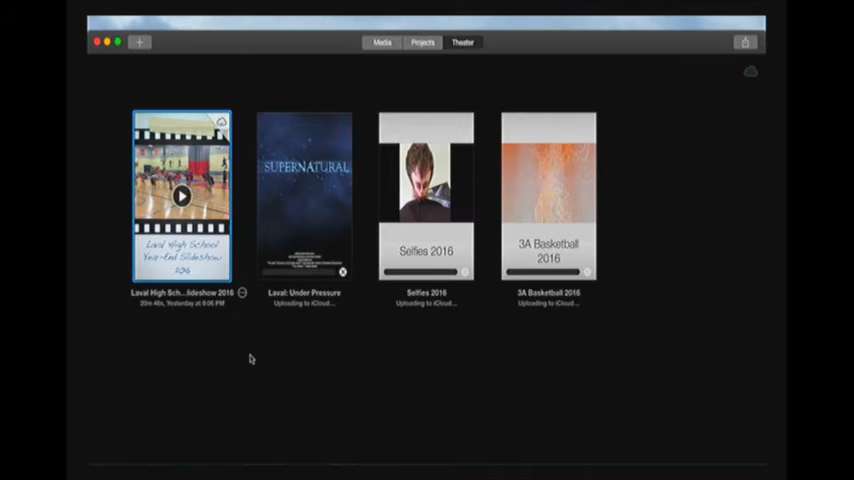 Media Projects Theater
Laval High School
Year-End Slideshow
2016
SUPERNATURAL
Selfies 2016
3A Basketball
2016
Laval High Sch...lideshow 2016
20m 46s, Yesterday at 9:06 PM
Laval: Under Pressure
Uploading to iCloud...
Selfies 2016
Uploading to iCloud...
3A Basketball 2016
Uploading to iCloud...